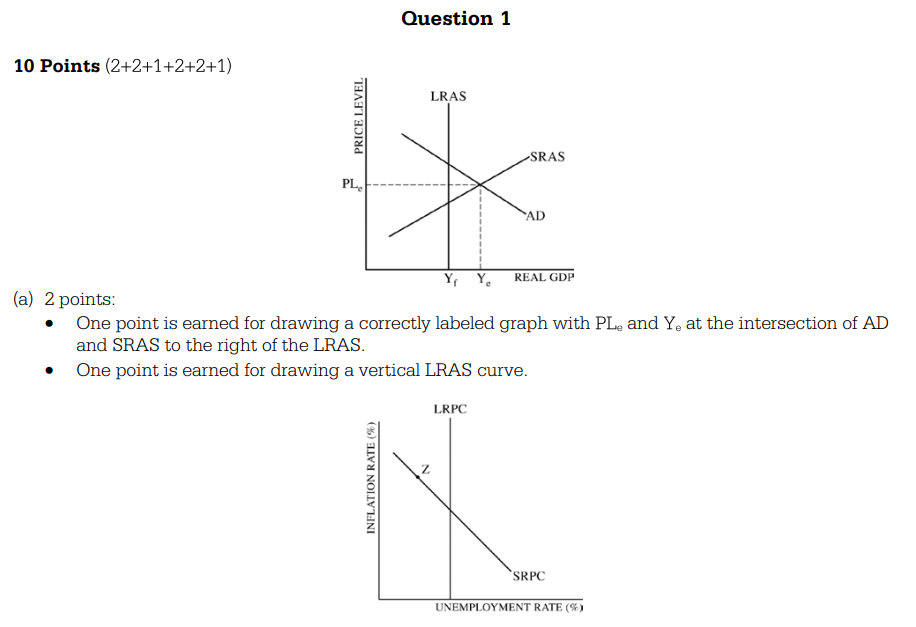 Question 1
10 Points (2+2+1+2+2+1)
PRICE LEVEL
LRAS
SRAS
PLe
AD
Yf Ye REAL GDP
(a) 2 points:
• One point is earned for drawing a correctly labeled graph with PLe and Ye at the intersection of AD
and SRAS to the right of the LRAS.
• One point is earned for drawing a vertical LRAS curve.
LRPC
INFLATION RATE (%)
Z
SRPC
UNEMPLOYMENT RATE (%)